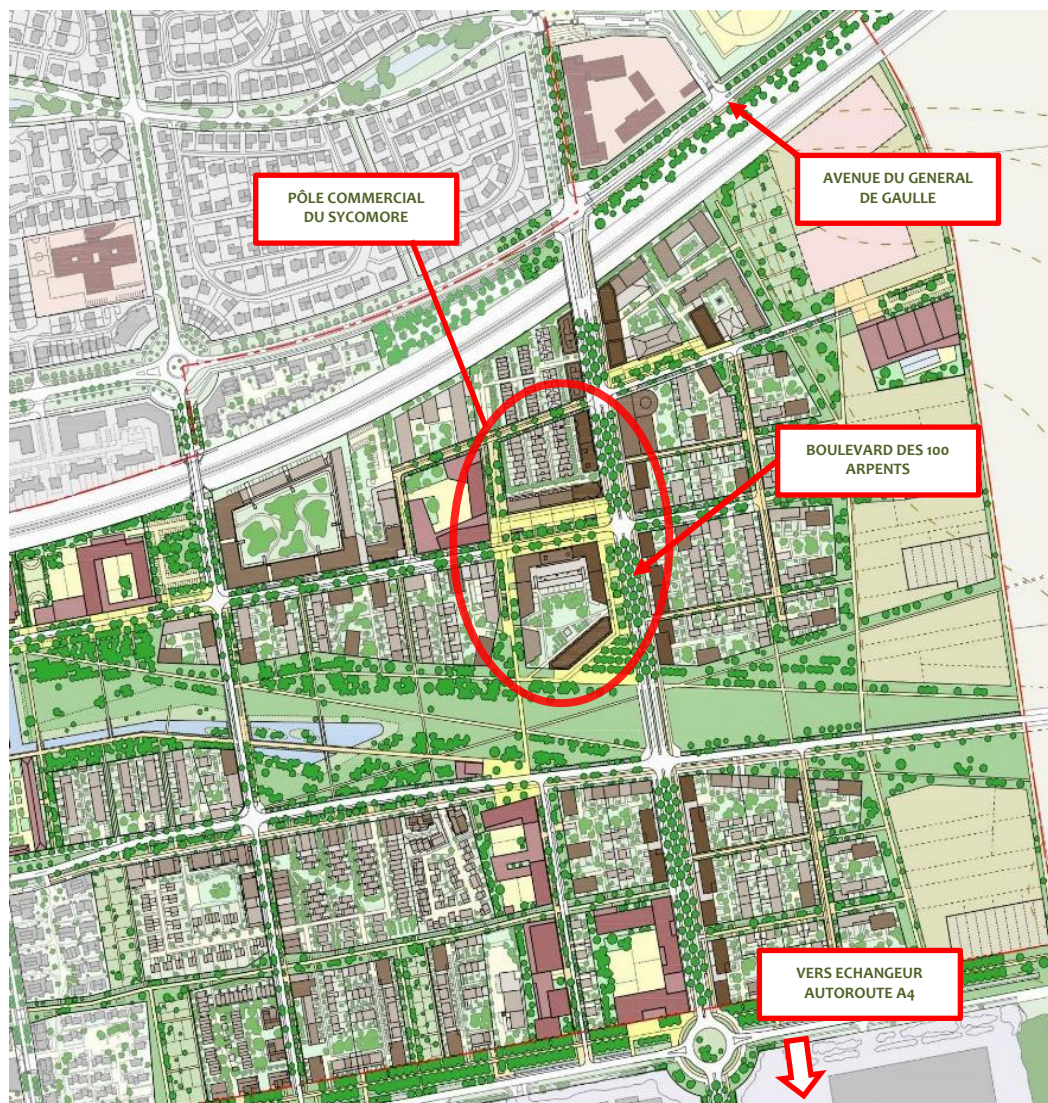 AVENUE DU GENERAL
DE GAULLE
PÔLE COMMERCIAL
DU SYCOMORE
BOULEVARD DES 100
ARPENTS
VERS ECHANGEUR
AUTOROUTE A4